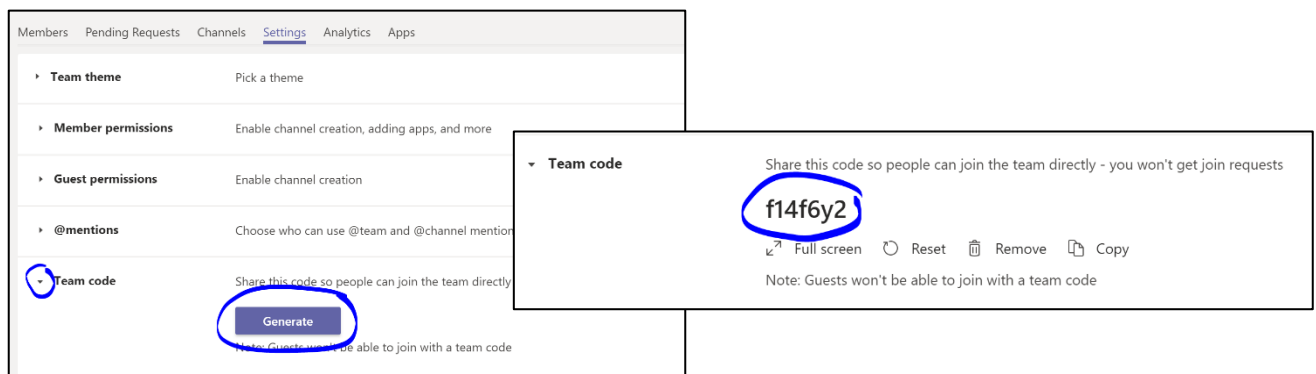 Members Pending Requests Channels Settings Analytics Apps
Team theme Pick a theme
Member permissions Enable channel creation, adding apps, and more
Guest permissions Enable channel creation
@mentions Choose who can use @team and @channel mention
Team code Share this code so people can join the team directly
Generate
Note: Guests won't be able to join with a team code
Team code Share this code so people can join the team directly - you won't get join requests
f14f6y2
Full screen Reset Remove Copy
Note: Guests won't be able to join with a team code